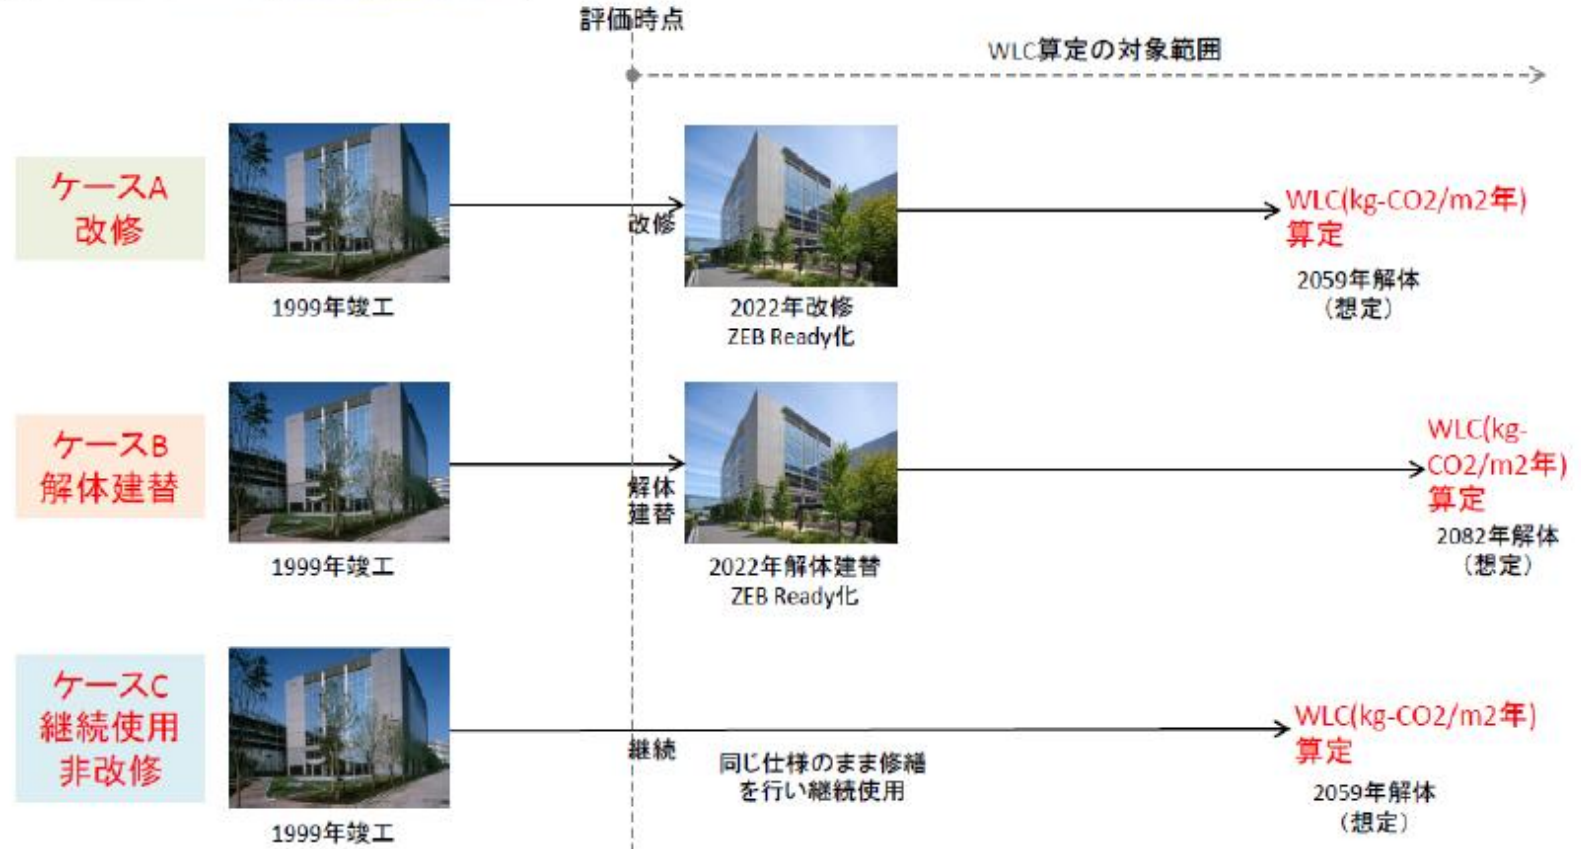 評価時点
WLC算定の対象範囲
ケースA
改修
1999年竣工
改修
2022年改修
ZEB Ready化
WLC(kg-CO2/m2年)
算定
2059年解体
（想定）
ケースB
解体建替
1999年竣工
解体
建替
2022年解体建替
ZEB Ready化
WLC(kg-
CO2/m2年)
算定
2082年解体
（想定）
ケースC
継続使用
非改修
1999年竣工
継続
同じ仕様のまま修繕
を行い継続使用
WLC(kg-CO2/m2年)
算定
2059年解体
（想定）